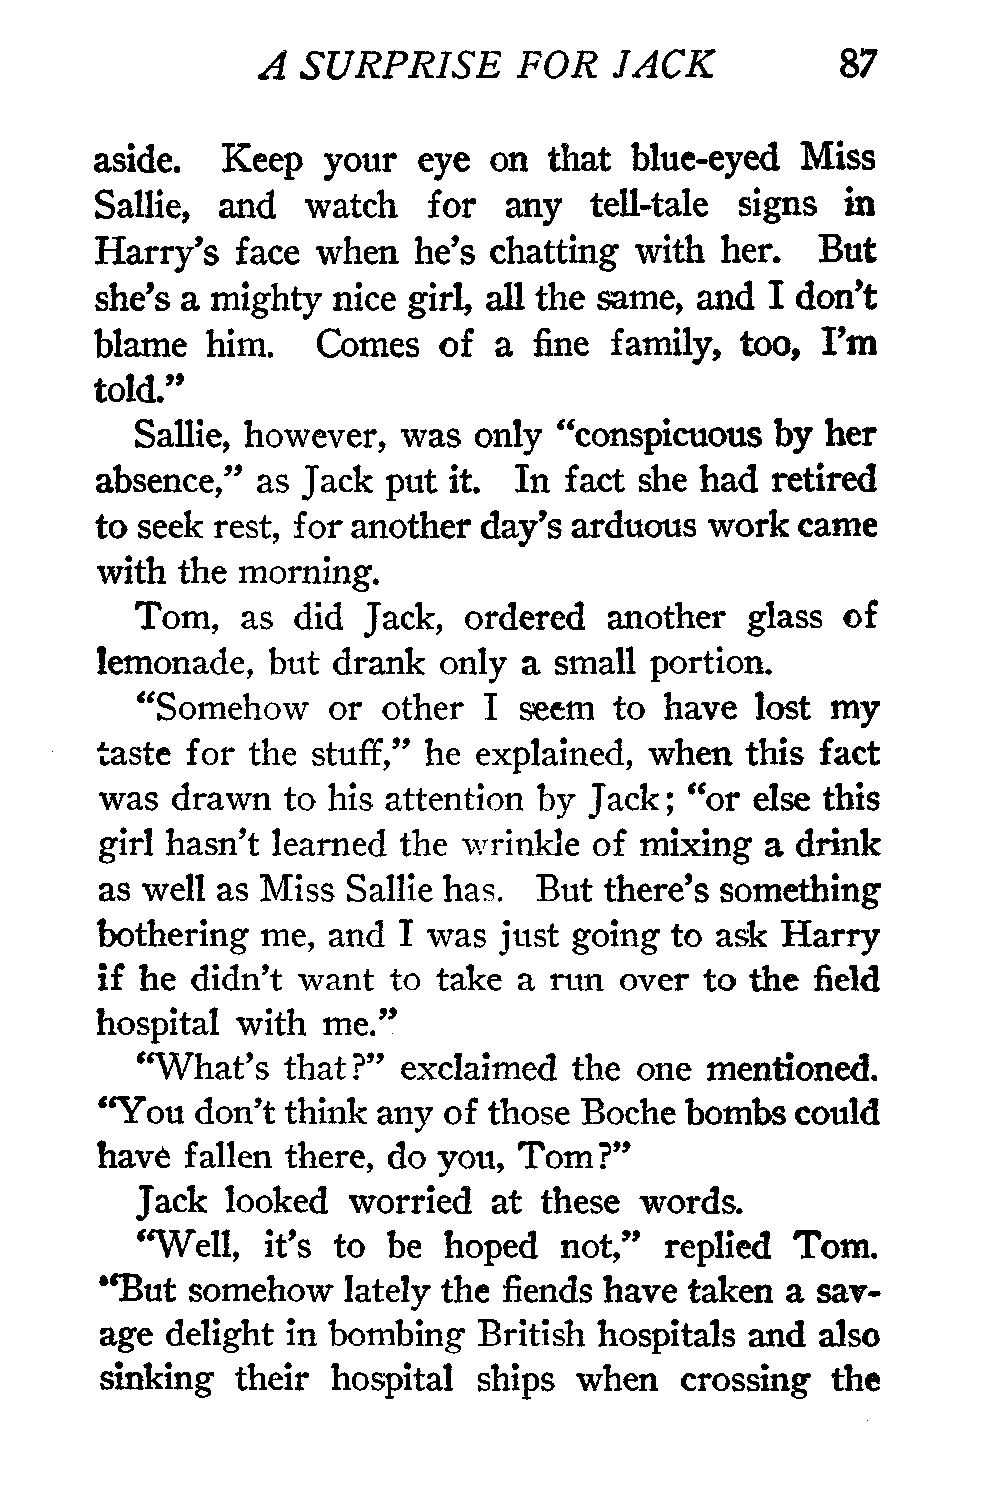 A SURPRISE FOR JACK 87
aside. Keep your eye on that blue-eyed Miss
Sallie, and watch for any tell-tale signs in
Harry's face when he's chatting with her. But
she's a mighty nice girl, all the same, and I don't
blame him. Comes of a fine family, too, I'm
told."
Sallie, however, was only "conspicuous by her
absence," as Jack put it. In fact she had retired
to seek rest, for another day's arduous work came
with the morning.
Tom, as did Jack, ordered another glass of
lemonade, but drank only a small portion.
"Somehow or other I seem to have lost my
taste for the stuff," he explained, when this fact
was drawn to his attention by Jack; "or else this
girl hasn't learned the wrinkle of mixing a drink
as well as Miss Sallie has. But there's something
bothering me, and I was just going to ask Harry
if he didn't want to take a run over to the field
hospital with me."
"What's that?" exclaimed the one mentioned.
"You don't think any of those Boche bombs could
have fallen there, do you, Tom?"
Jack looked worried at these words.
"Well, it's to be hoped not," replied Tom.
"But somehow lately the fiends have taken a sav-
age delight in bombing British hospitals and also
sinking their hospital ships when crossing the